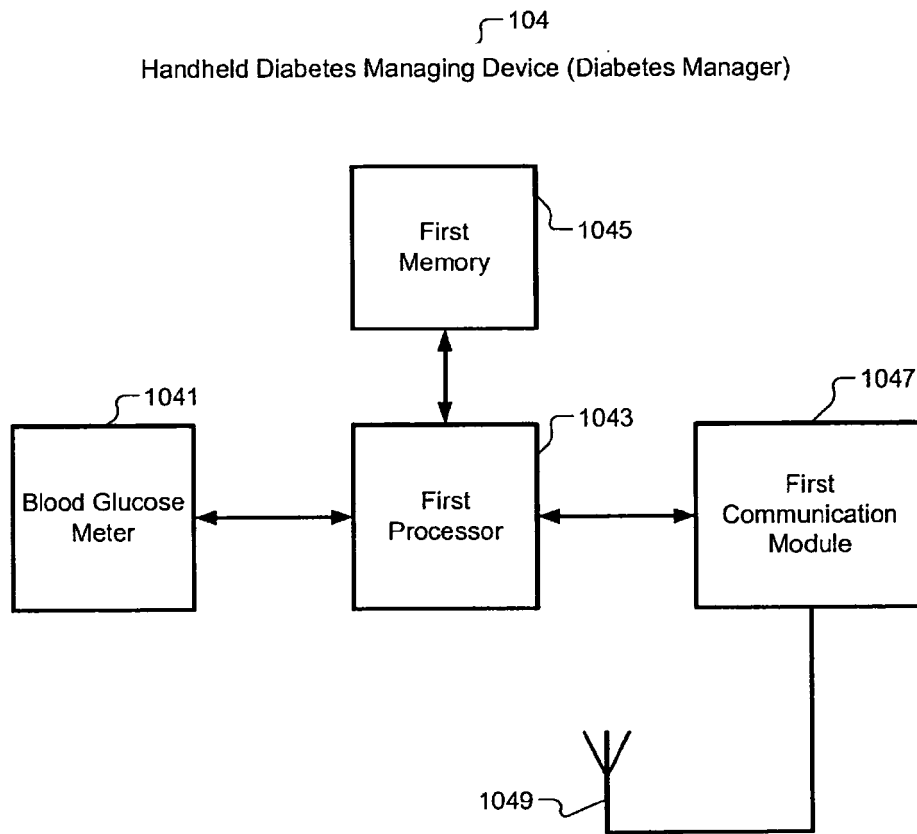 104
Handheld Diabetes Managing Device (Diabetes Manager)
First
Memory
1045
1041
Blood Glucose
Meter
1043
First
Processor
1047
First
Communication
Module
1049